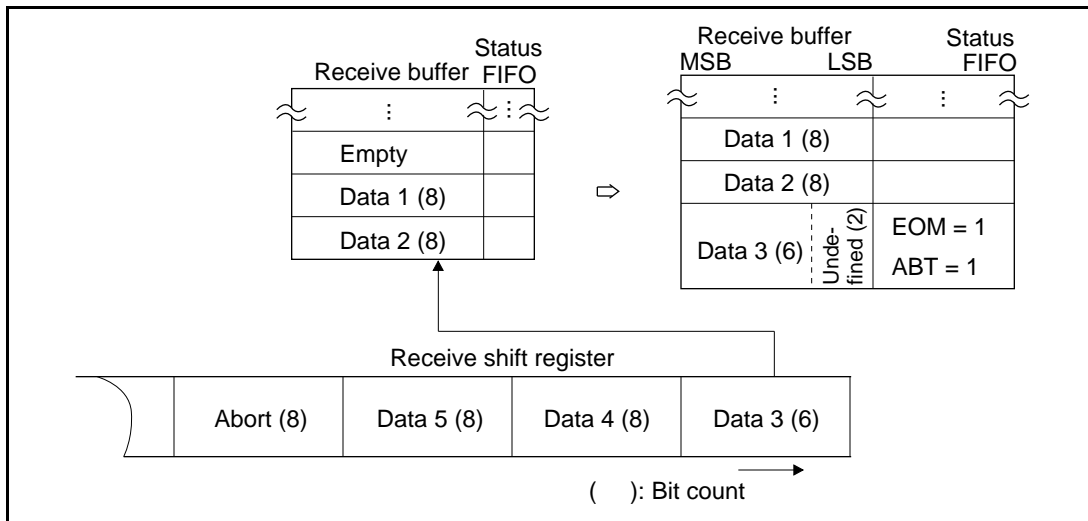 Receive buffer
Status
FIFO
⋮
⋮
Empty
Data 1 (8)
Data 2 (8)
⇨
Receive buffer
Status
FIFO
MSB
LSB
⋮
⋮
Data 1 (8)
Data 2 (8)
Data 3 (6)
Unde-
fined (2)
EOM = 1
ABT = 1
Receive shift register
Abort (8)
Data 5 (8)
Data 4 (8)
Data 3 (6)
( ): Bit count